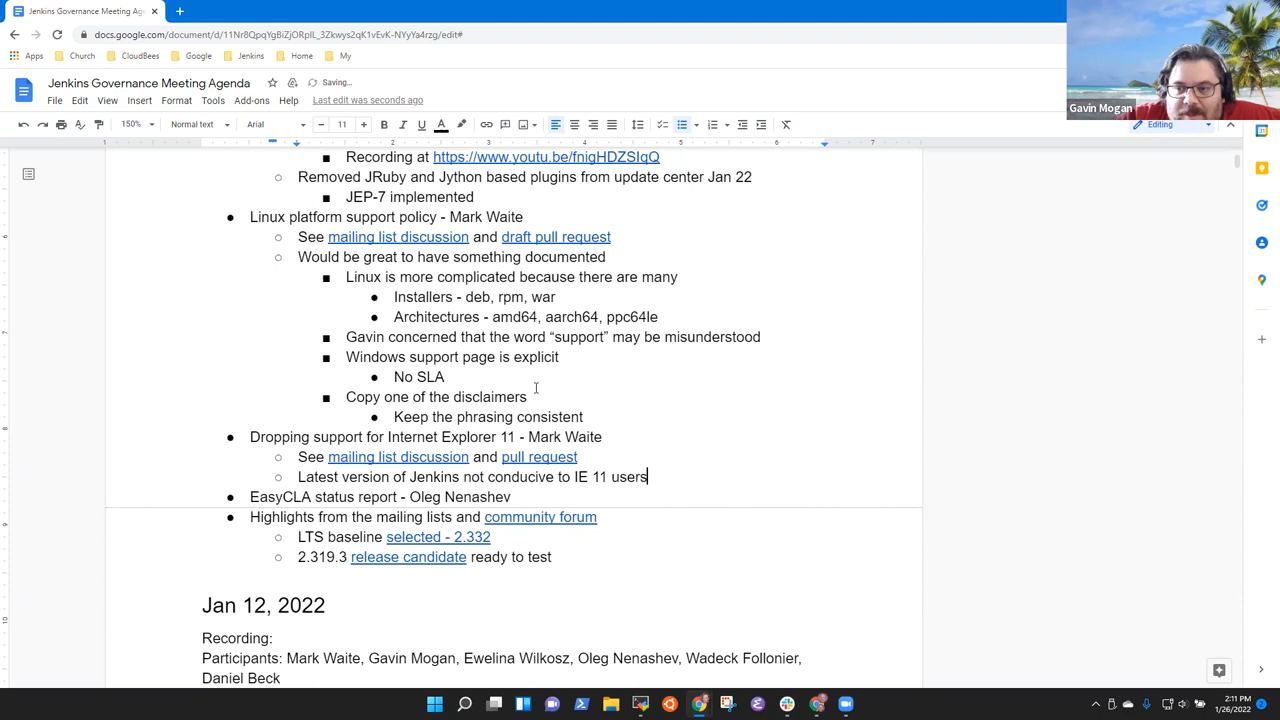 Jenkins Governance Meeting Ag
docs.google.com/document/d/11Nr8QpqYgBiZjORpIL_3Zkwys2qK1vEvK-NYyYa4rzg/edit#
Apps Church CloudBees Google Jenkins Home My
Gavin Mogan
Jenkins Governance Meeting Agenda Saving...
File Edit View Insert Format Tools Add-ons Help Last edit was seconds ago
150% Normal text Arial 11 Editing
■ Recording at https://www.youtu.be/fnigHDZSIqQ
○ Removed JRuby and Jython based plugins from update center Jan 22
■ JEP-7 implemented
● Linux platform support policy - Mark Waite
○ See mailing list discussion and draft pull request
○ Would be great to have something documented
■ Linux is more complicated because there are many
● Installers - deb, rpm, war
● Architectures - amd64, aarch64, ppc64le
■ Gavin concerned that the word “support” may be misunderstood
■ Windows support page is explicit
● No SLA
■ Copy one of the disclaimers
● Keep the phrasing consistent
● Dropping support for Internet Explorer 11 - Mark Waite
○ See mailing list discussion and pull request
○ Latest version of Jenkins not conducive to IE 11 users
● EasyCLA status report - Oleg Nenashev
● Highlights from the mailing lists and community forum
○ LTS baseline selected - 2.332
○ 2.319.3 release candidate ready to test
Jan 12, 2022
Recording:
Participants: Mark Waite, Gavin Mogan, Ewelina Wilkosz, Oleg Nenashev, Wadeck Follonier,
Daniel Beck
2:11 PM
1/26/2022